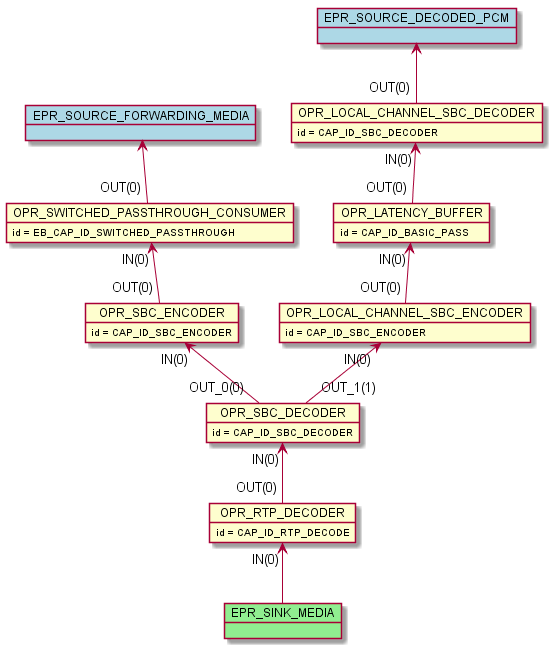 EPR_SOURCE_DECODED_PCM
OUT(0)
EPR_SOURCE_FORWARDING_MEDIA
OPR_LOCAL_CHANNEL_SBC_DECODER
id = CAP_ID_SBC_DECODER
IN(0)
OUT(0)
OUT(0)
OPR_SWITCHED_PASSTHROUGH_CONSUMER
id = EB_CAP_ID_SWITCHED_PASSTHROUGH
OPR_LATENCY_BUFFER
id = CAP_ID_BASIC_PASS
IN(0)
IN(0)
OUT(0)
OUT(0)
OPR_SBC_ENCODER
id = CAP_ID_SBC_ENCODER
OPR_LOCAL_CHANNEL_SBC_ENCODER
id = CAP_ID_SBC_ENCODER
IN(0)
IN(0)
OUT_0(0)
OUT_1(1)
OPR_SBC_DECODER
id = CAP_ID_SBC_DECODER
IN(0)
OUT(0)
OPR_RTP_DECODER
id = CAP_ID_RTP_DECODE
IN(0)
EPR_SINK_MEDIA